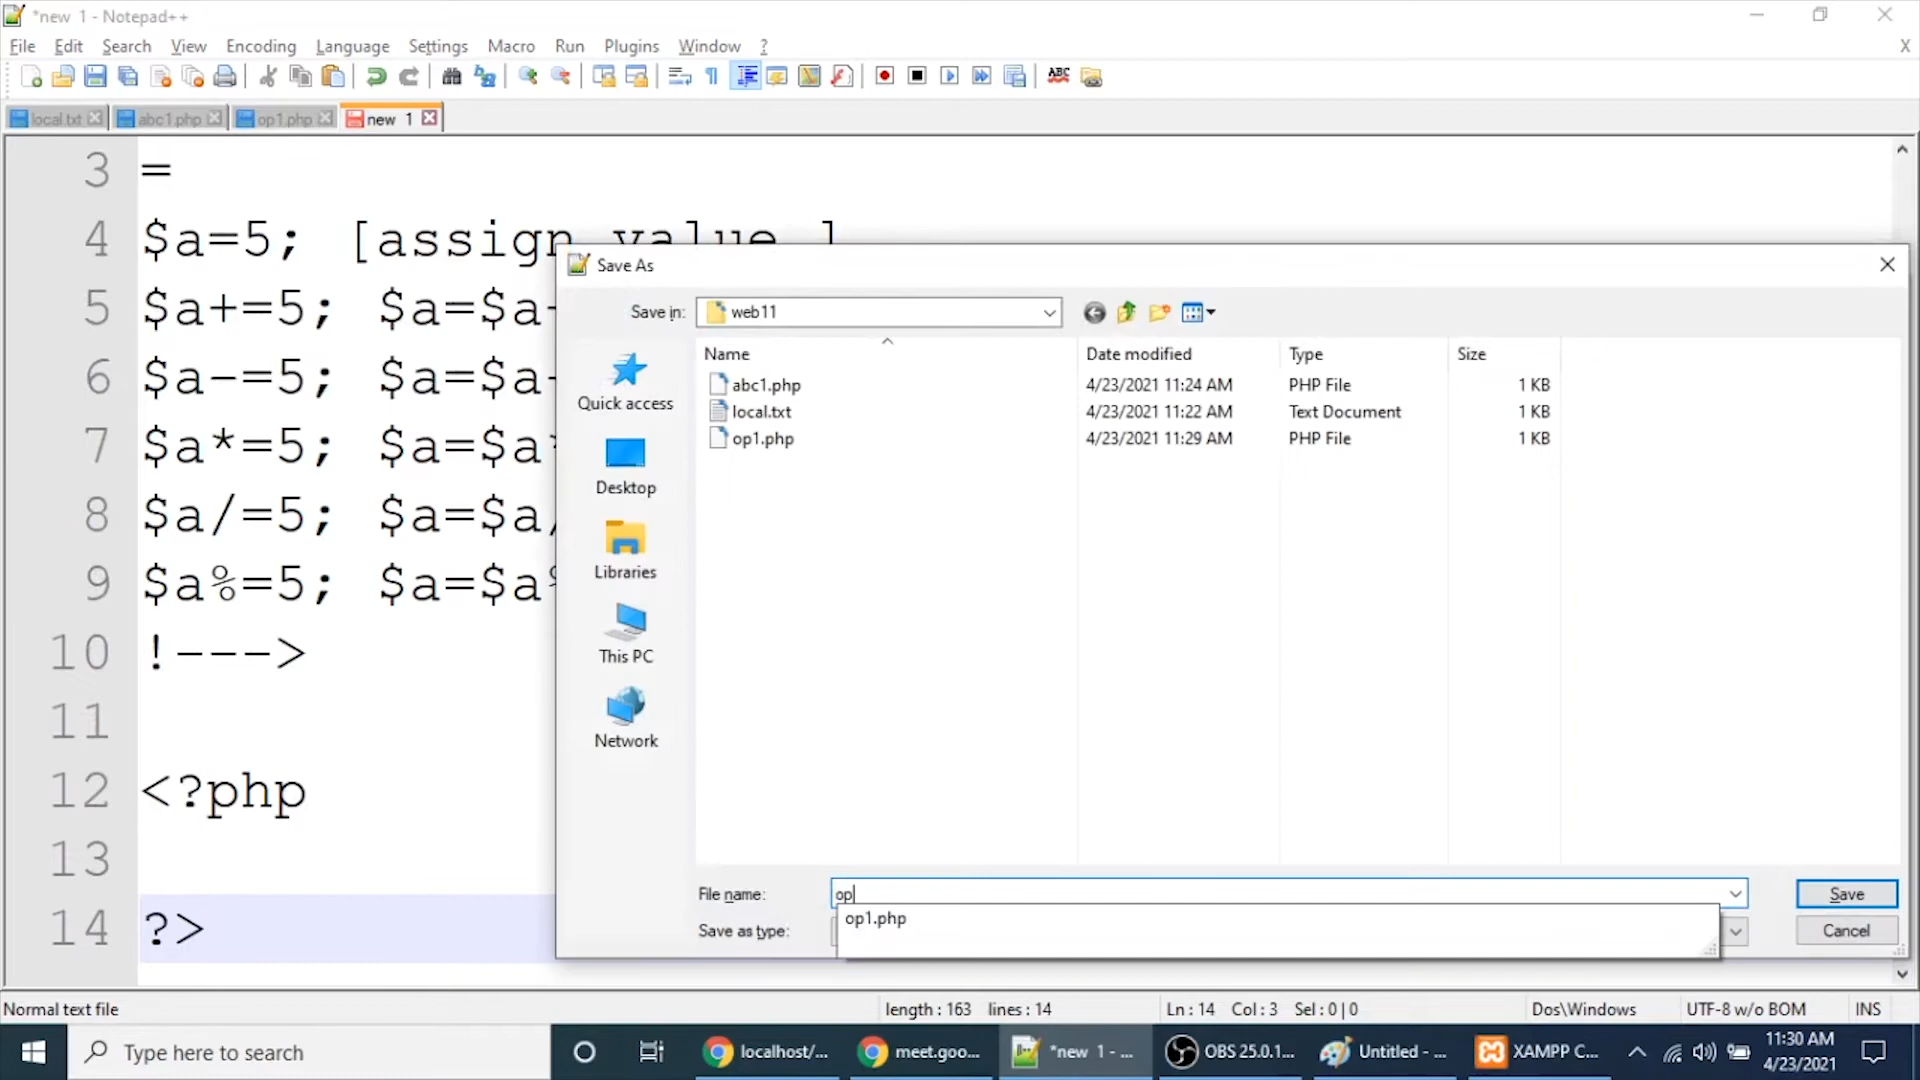 *new 1 - Notepad++
File Edit Search View Encoding Language Settings Macro Run Plugins Window ?
X
local.txt abc1.php op1.php new 1
3 =
4 $a=5; [assign value ]
5 $a+=5; $a=$a
6 $a-=5; $a=$a
7 $a*=5; $a=$a*
8 $a/=5; $a=$a/
9 $a%=5; $a=$a%
10 !--->
11
12 <?php
13
14 ?>
Save As
Save in: web11
Name Date modified Type Size
abc1.php 4/23/2021 11:24 AM PHP File 1 KB
local.txt 4/23/2021 11:22 AM Text Document 1 KB
op1.php 4/23/2021 11:29 AM PHP File 1 KB
Quick access
Desktop
Libraries
This PC
Network
File name: op
Save
op1.php
Save as type:
Cancel
Normal text file length : 163 lines : 14 Ln : 14 Col : 3 Sel : 0 | 0 Dos\Windows UTF-8 w/o BOM INS
Type here to search
localhost/... meet.goo... *new 1 - ... OBS 25.0.1... Untitled - ... XAMPP C...
11:30 AM
4/23/2021